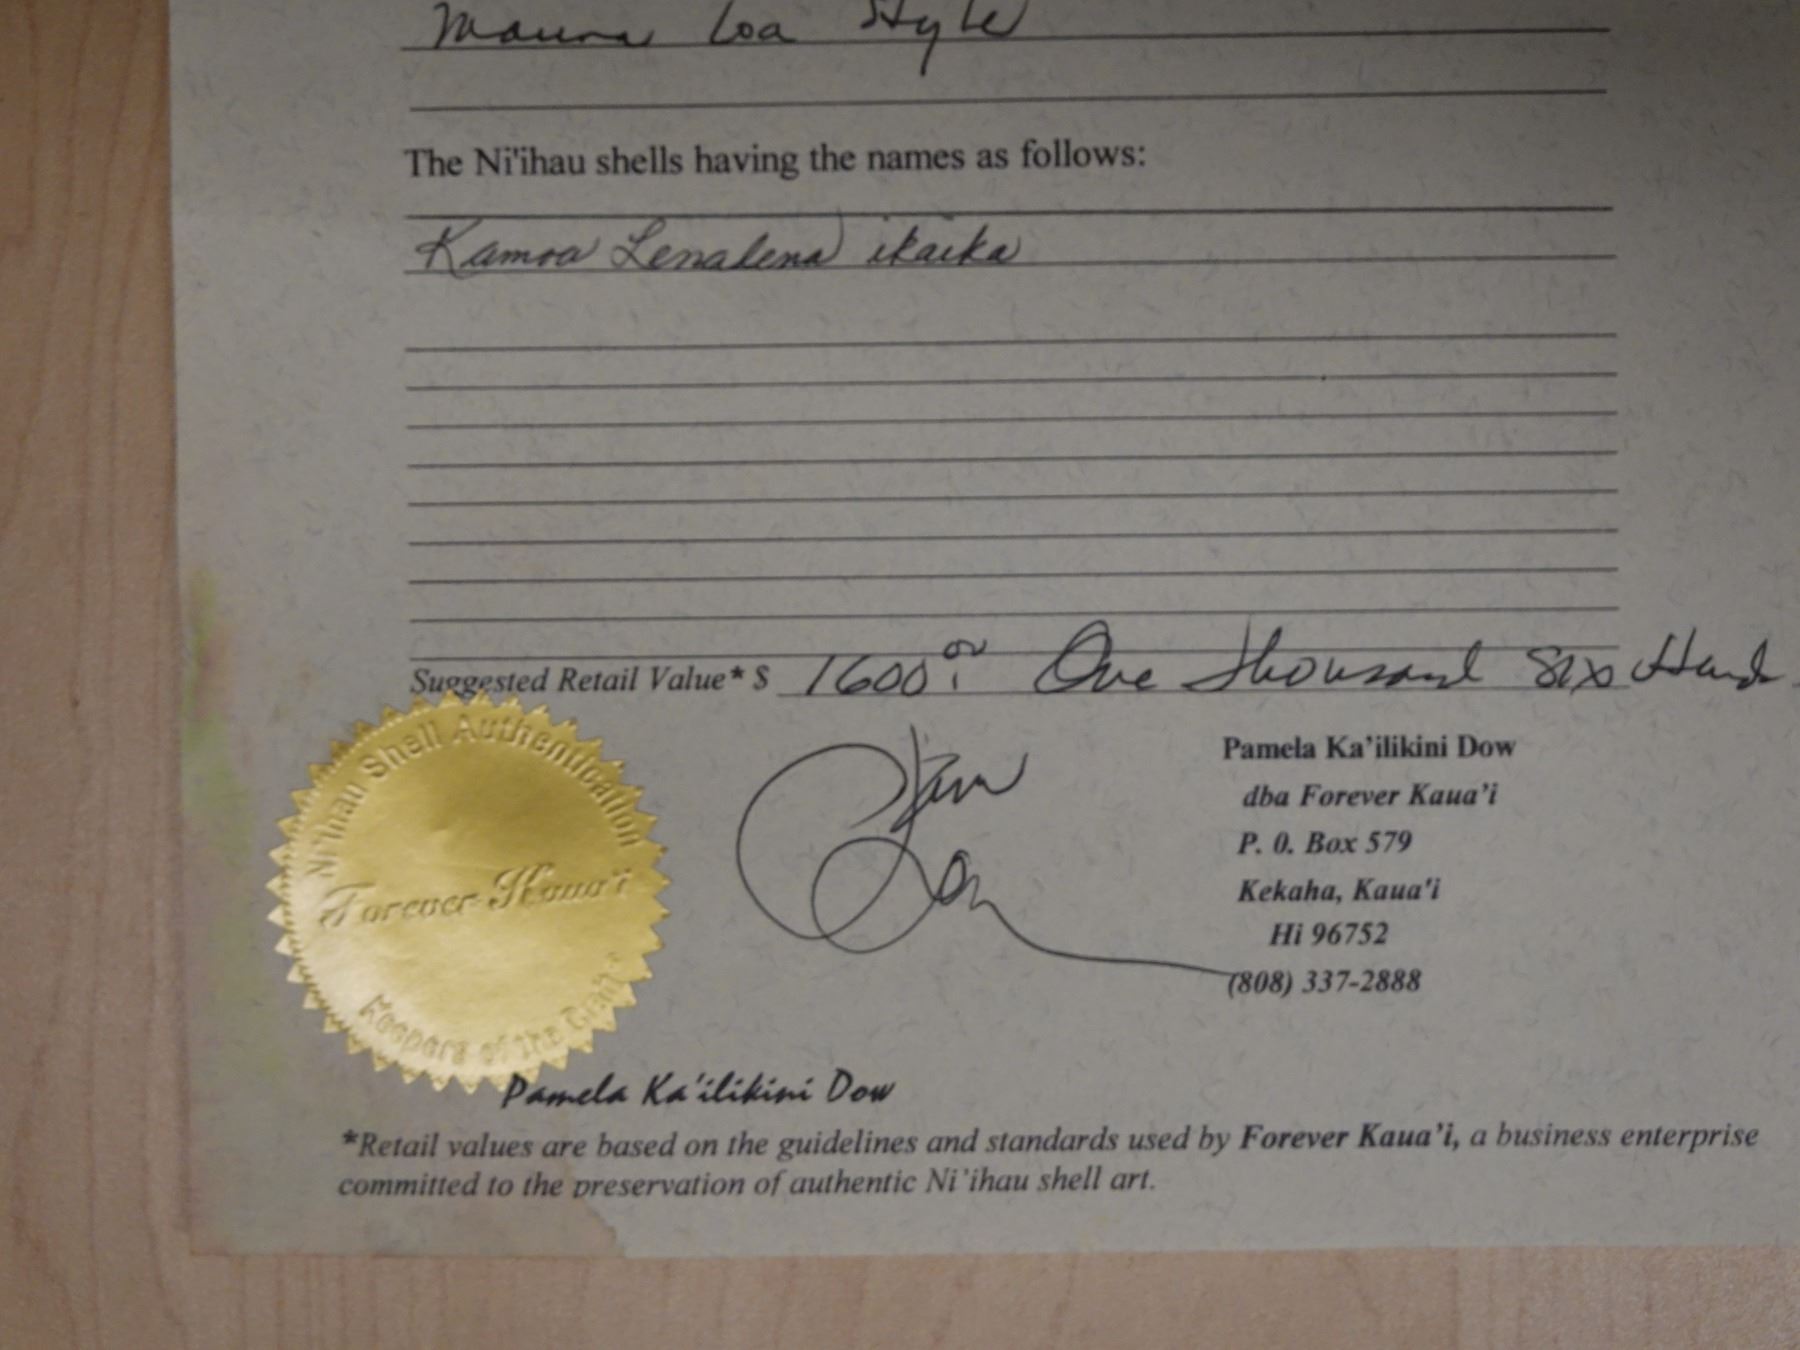 Mauna Loa Style
The Ni'ihau shells having the names as follows:
Kamoa Lenalena ikaika
Suggested Retail Value* $ 1600.00 One thousand six Hund
Ni'ihau Shell Authentication
Forever Kaua'i
Keepers of the Craft
Pam Dow
Pamela Ka'ilikini Dow
dba Forever Kaua'i
P. O. Box 579
Kekaha, Kaua'i
Hi 96752
(808) 337-2888
Pamela Ka'ilikini Dow
*Retail values are based on the guidelines and standards used by Forever Kaua'i, a business enterprise
committed to the preservation of authentic Ni'ihau shell art.